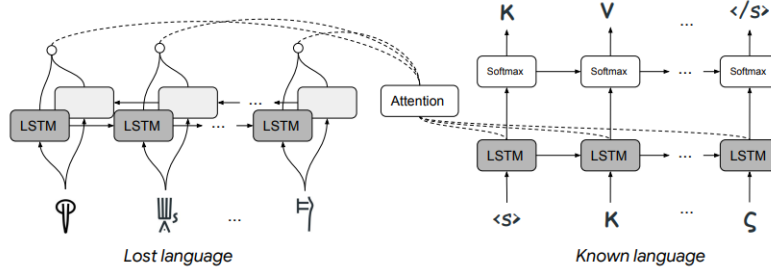 κ ν ... </s>
Softmax Softmax ... Softmax
...
Attention
LSTM LSTM ... LSTM
LSTM LSTM ... LSTM
... <s> κ ... ς
Lost language
Known language